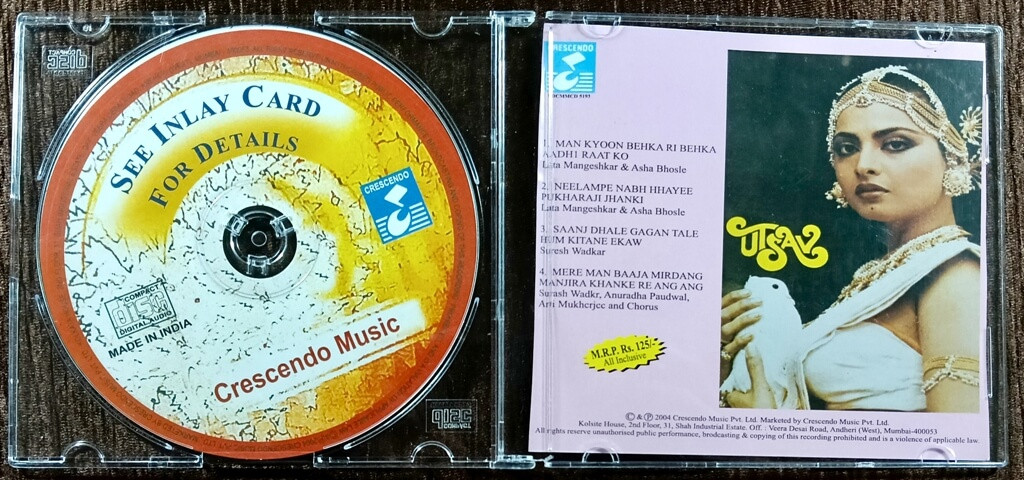 SEE INLAY CARD
FOR DETAILS
CRESCENDO
COMPACT
disc
DIGITAL AUDIO
MADE IN INDIA
Crescendo Music
CRESCENDO
1. MAN KYOON BEHKA RI BEHKA
AADHI RAAT KO
Lata Mangeshkar & Asha Bhosle
2. NEELAMPE NABH HHAYEE
PUKHARAJI JHANKI
Lata Mangeshkar & Asha Bhosle
3. SAANJ DHALE GAGAN TALE
HUM KITANE EKAW
Suresh Wadkar
4. MERE MAN BAAJA MIRDANG
MANJIRA KHANKE RE ANG ANG
Surash Wadkr, Anuradha Paudwal,
Arti Mukherjee and Chorus
UTSAV
M.R.P. Rs. 125/-
All Inclusive
© & ℗ 2004 Crescendo Music Pvt. Ltd. Marketed by Crescendo Music Pvt. Ltd.
Kolsite House, 2nd Floor, 31, Shah Industrial Estate. Off : Veera Desai Road, Andheri (West), Mumbai-400053
All rights reserve unauthorised public performance, brodcasting & copying of this recording prohibited and is a violation of applicable law.